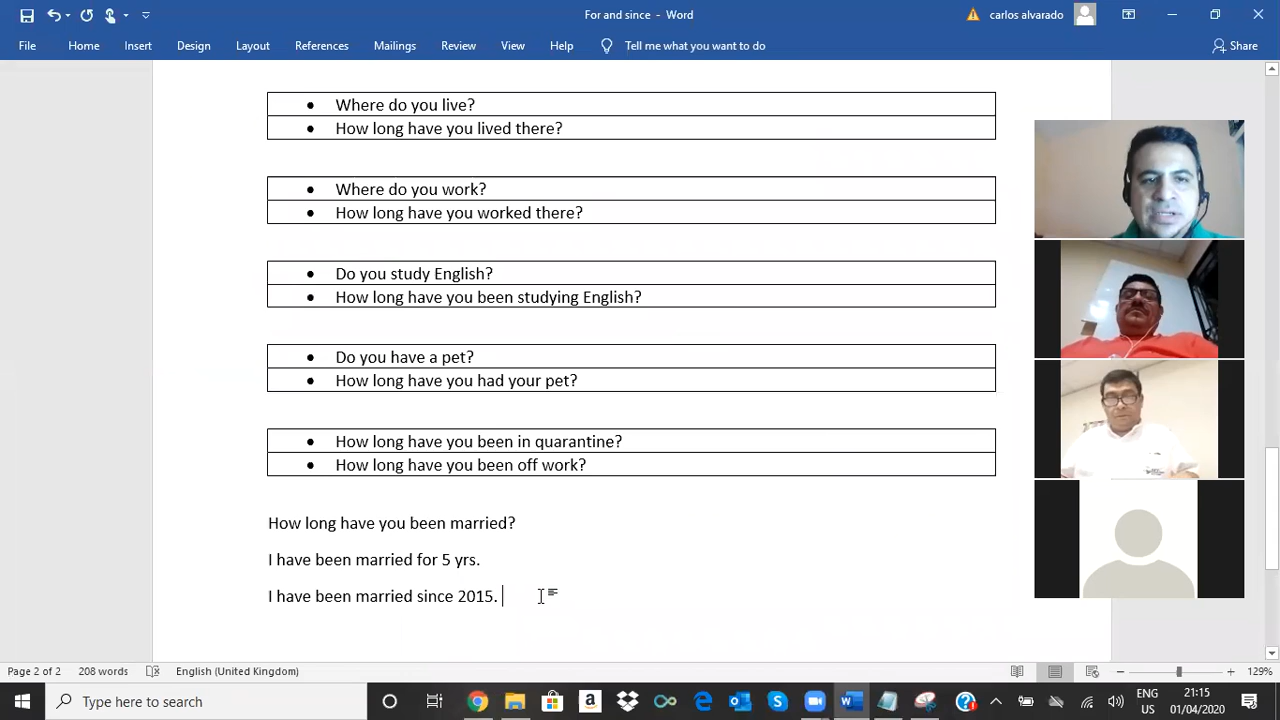 For and since - Word
carlos alvarado
File Home Insert Design Layout References Mailings Review View Help Tell me what you want to do Share
• Where do you live?
• How long have you lived there?
• Where do you work?
• How long have you worked there?
• Do you study English?
• How long have you been studying English?
• Do you have a pet?
• How long have you had your pet?
• How long have you been in quarantine?
• How long have you been off work?
How long have you been married?
I have been married for 5 yrs.
I have been married since 2015.
Page 2 of 2 208 words English (United Kingdom) 129%
Type here to search
ENG 21:15
US 01/04/2020